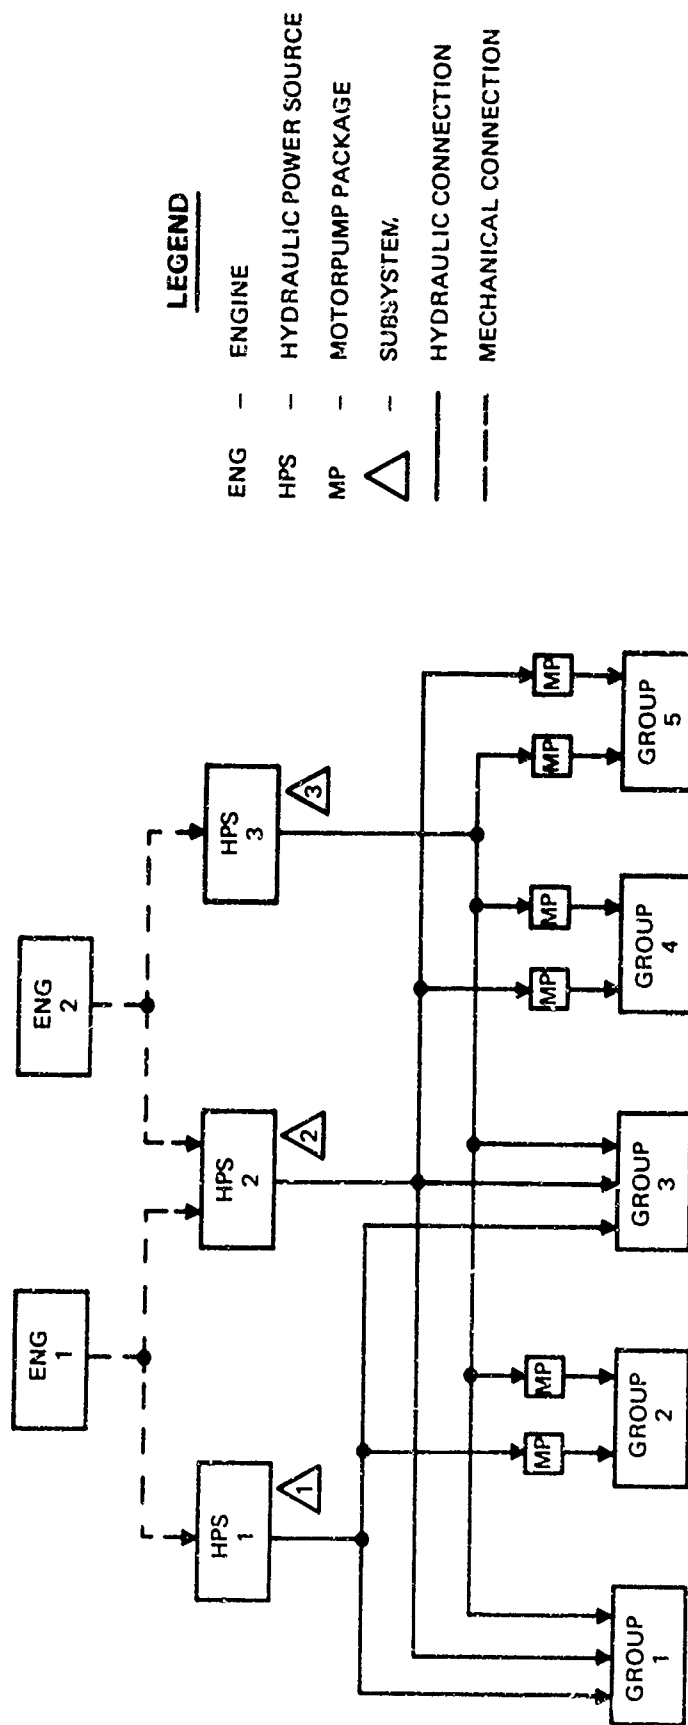 LEGEND
ENG – ENGINE
HPS – HYDRAULIC POWER SOURCE
MP – MOTORPUMP PACKAGE
– SUBSYSTEM
HYDRAULIC CONNECTION
MECHANICAL CONNECTION
ENG
1
ENG
2
HPS
1
1
HPS
2
2
HPS
3
3
MP
MP
MP
MP
MP
MP
GROUP
1
GROUP
2
GROUP
3
GROUP
4
GROUP
5